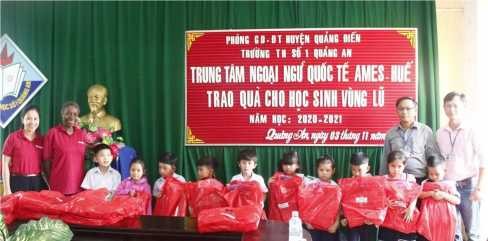 PHÒNG GD-ĐT HUYỆN QUẢNG ĐIỀN
TRƯỜNG TH SỐ 1 QUẢNG AN
TRUNG TÂM NGOẠI NGỮ QUỐC TẾ AMES-HUẾ
TRAO QUÀ CHO HỌC SINH VÙNG LŨ
NĂM HỌC: 2020-2021
Quảng An, ngày 03 tháng 11 năm